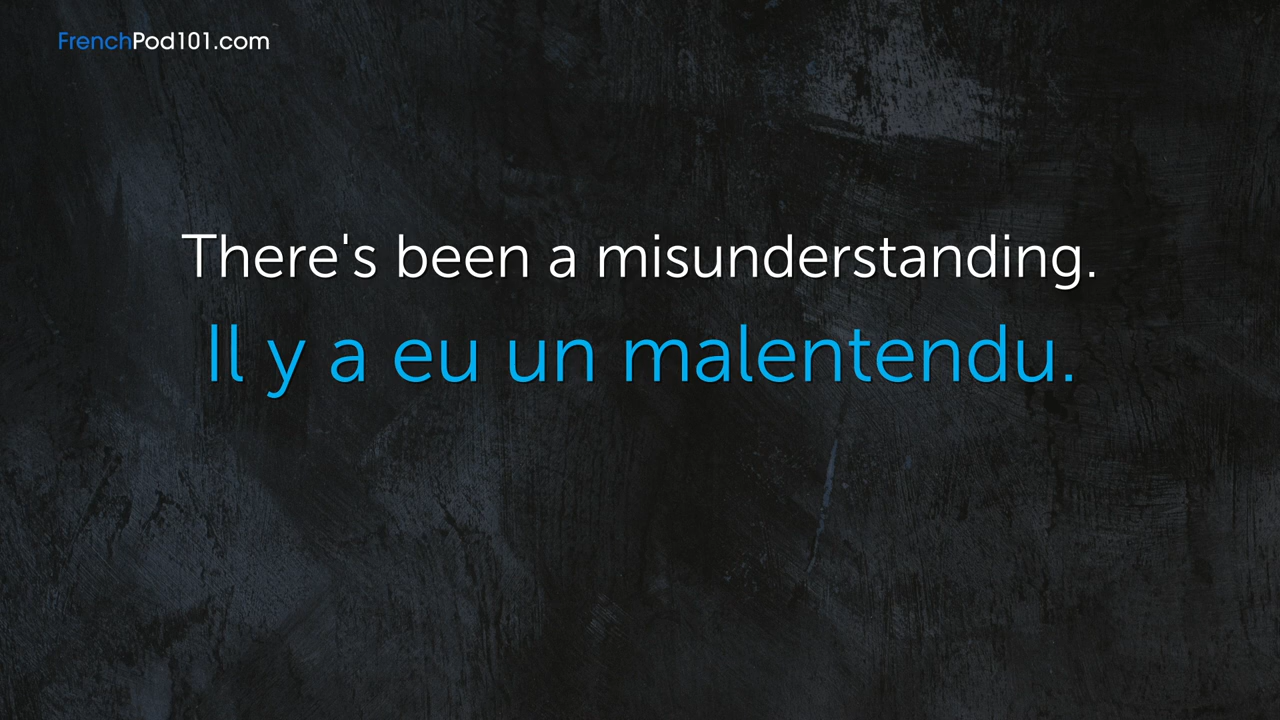 FrenchPod101.com
There's been a misunderstanding.
Il y a eu un malentendu.